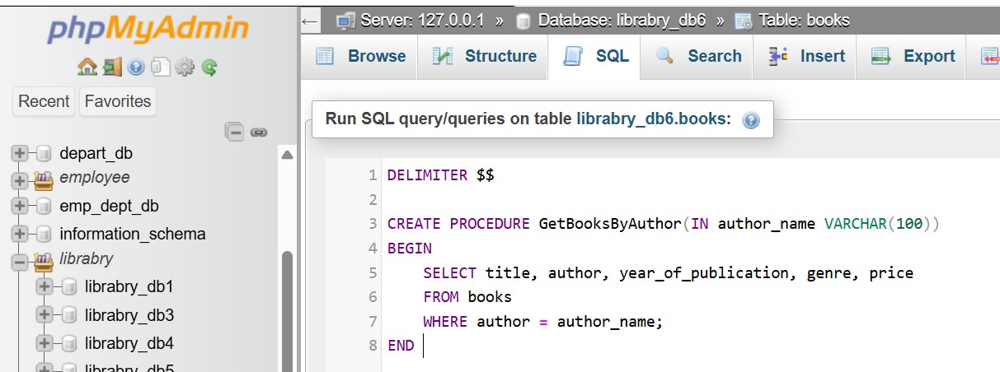 phpMyAdmin
Recent Favorites
depart_db
employee
emp_dept_db
information_schema
librabry
librabry_db1
librabry_db3
librabry_db4
librabry_db5
Server: 127.0.0.1 » Database: librabry_db6 » Table: books
Browse Structure SQL Search Insert Export
Run SQL query/queries on table librabry_db6.books:
1 DELIMITER $$
2
3 CREATE PROCEDURE GetBooksByAuthor(IN author_name VARCHAR(100))
4 BEGIN
5 SELECT title, author, year_of_publication, genre, price
6 FROM books
7 WHERE author = author_name;
8 END